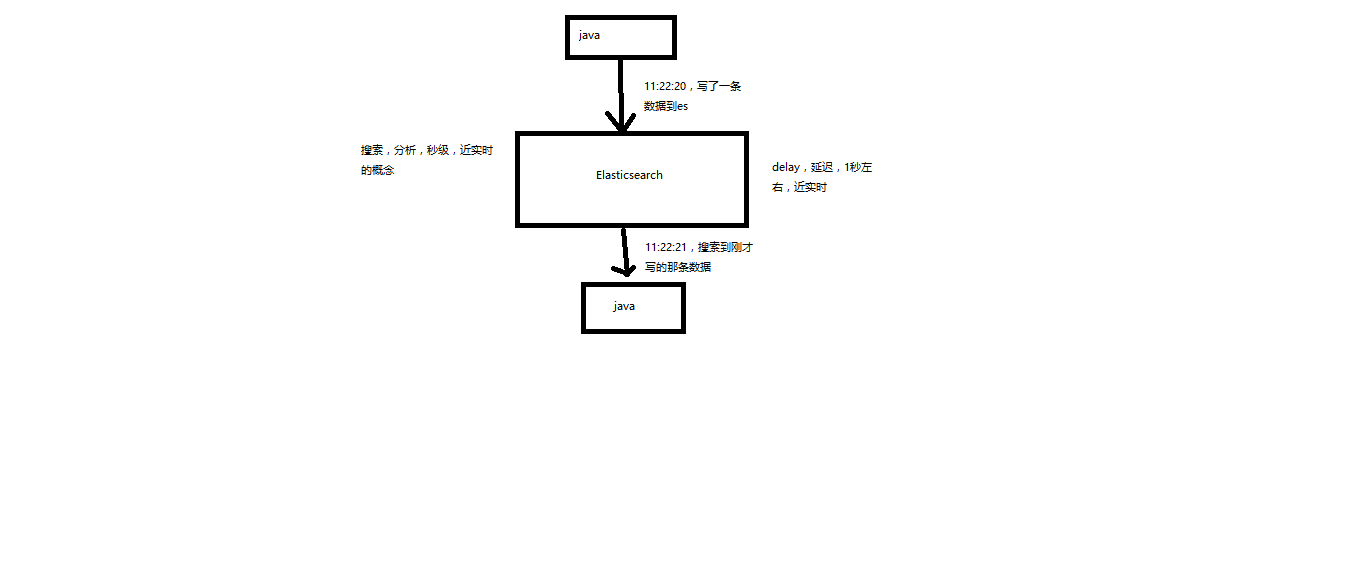 java
11:22:20，写了一条
数据到es
搜索，分析，秒级，近实时
的概念
Elasticsearch
delay，延迟，1秒左
右，近实时
11:22:21，搜索到刚才
写的那条数据
java